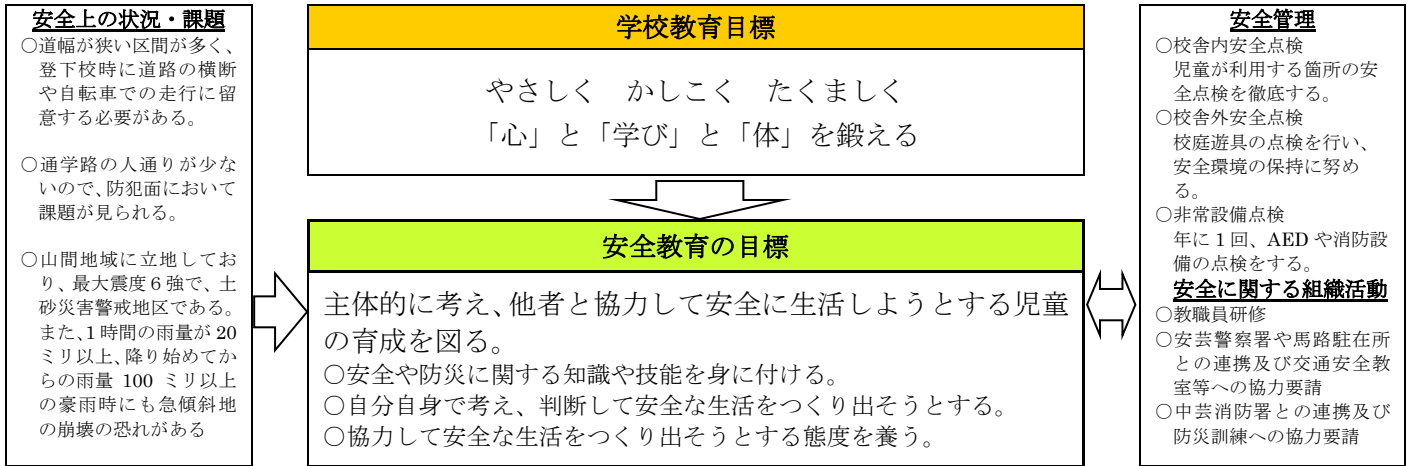 安全上の状況・課題
○道幅が狭い区間が多く、
登下校時に道路の横断
や自転車での走行に留
意する必要がある。
○通学路の人通りが少な
いので、防犯面において
課題が見られる。
○山間地域に立地してお
り、最大震度6強で、土
砂災害警戒地区である。
また、1時間の雨量が 20
ミリ以上、降り始めてか
らの雨量 100 ミリ以上
の豪雨時にも急傾斜地
の崩壊の恐れがある
学校教育目標
やさしく かしこく たくましく
「心」と「学び」と「体」を鍛える
安全教育の目標
主体的に考え、他者と協力して安全に生活しようとする児童
の育成を図る。
○安全や防災に関する知識や技能を身に付ける。
○自分自身で考え、判断して安全な生活をつくり出そうとする。
○協力して安全な生活をつくり出そうとする態度を養う。
安全管理
○校舎内安全点検
児童が利用する箇所の安
全点検を徹底する。
○校舎外安全点検
校庭遊具の点検を行い、
安全環境の保持に努め
る。
○非常設備点検
年に1回、AED や消防設
備の点検をする。
安全に関する組織活動
○教職員研修
○安芸警察署や馬路駐在所
との連携及び交通安全教
室等への協力要請
○中芸消防署との連携及び
防災訓練への協力要請